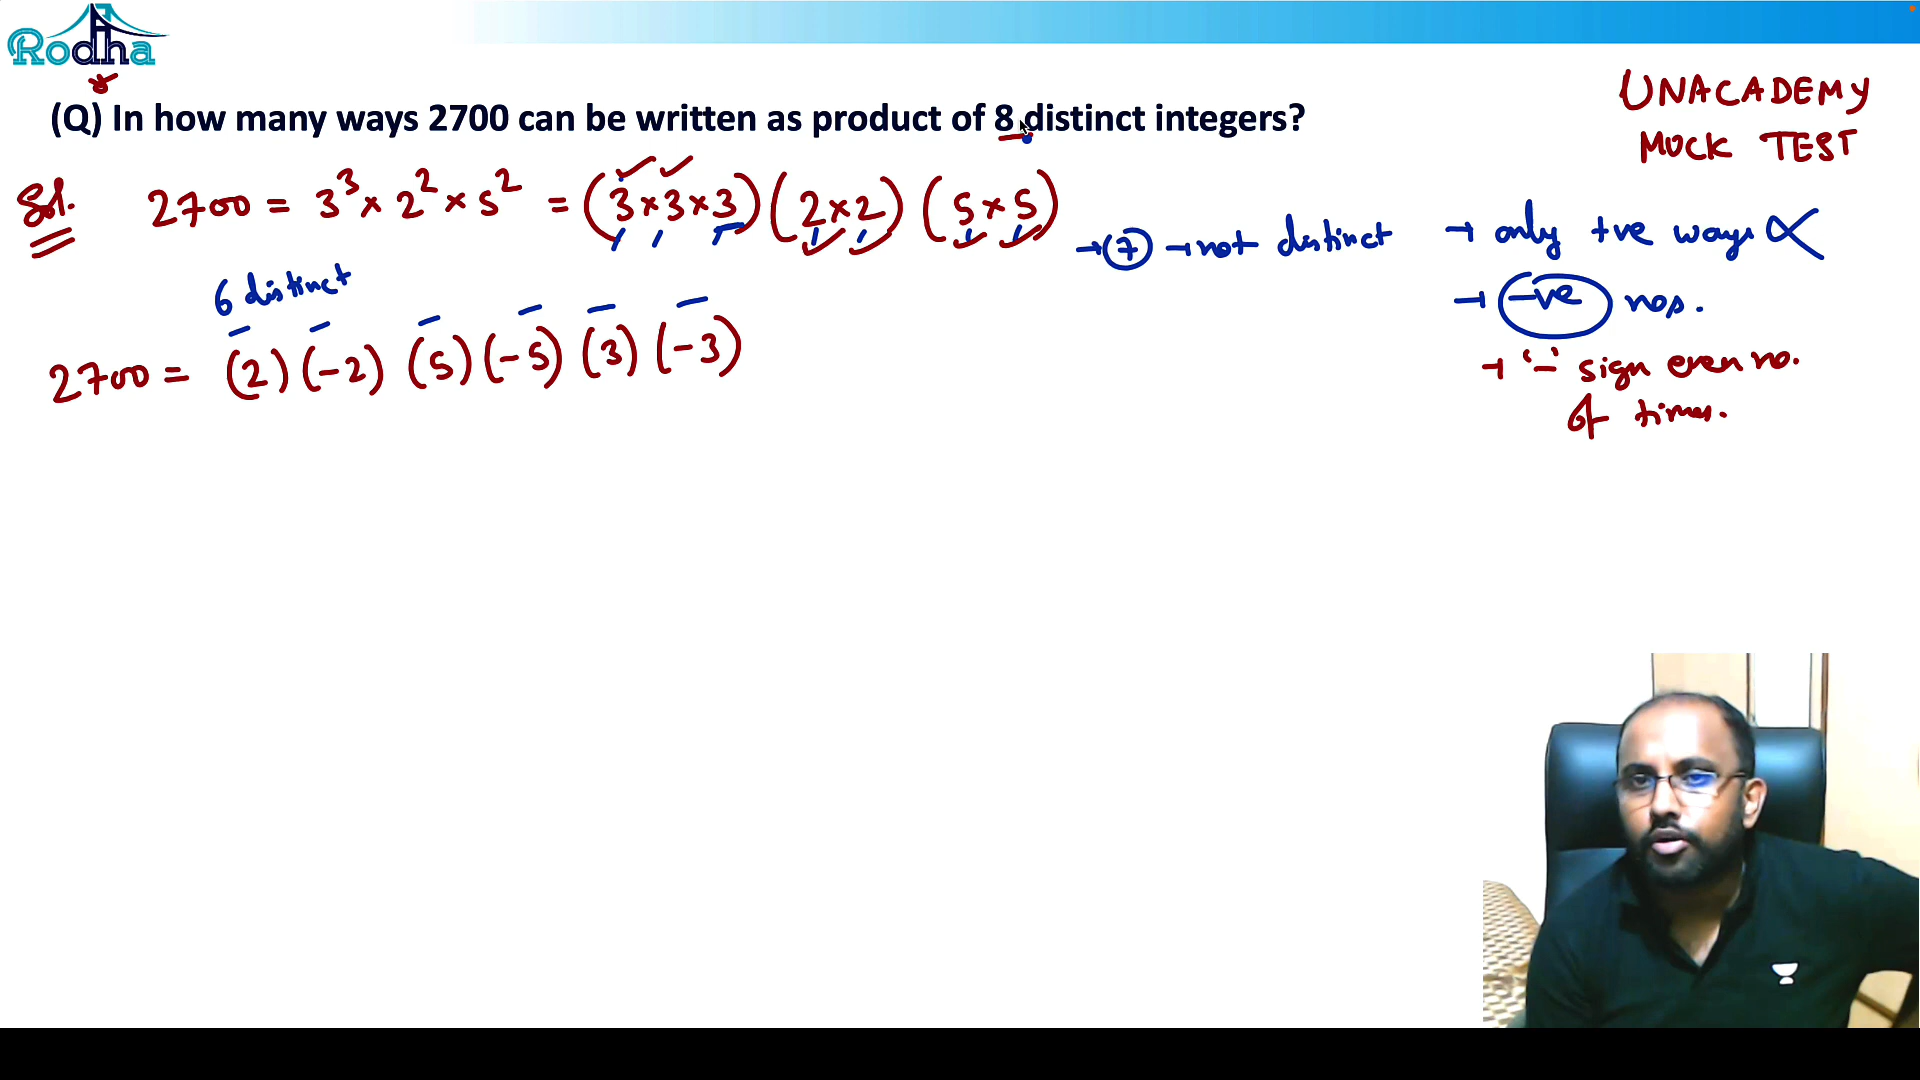 Rodha
(Q) In how many ways 2700 can be written as product of 8 distinct integers?
UNACADEMY
MOCK TEST
Sol. 2700 = 3³ × 2² × 5² = (3×3×3) (2×2) (5×5)
→ 7 → not distinct
→ only +ve ways ×
→ -ve nos.
→ '-' sign even no.
of times.
6 distinct
2700 = (2) (-2) (5) (-5) (3) (-3)